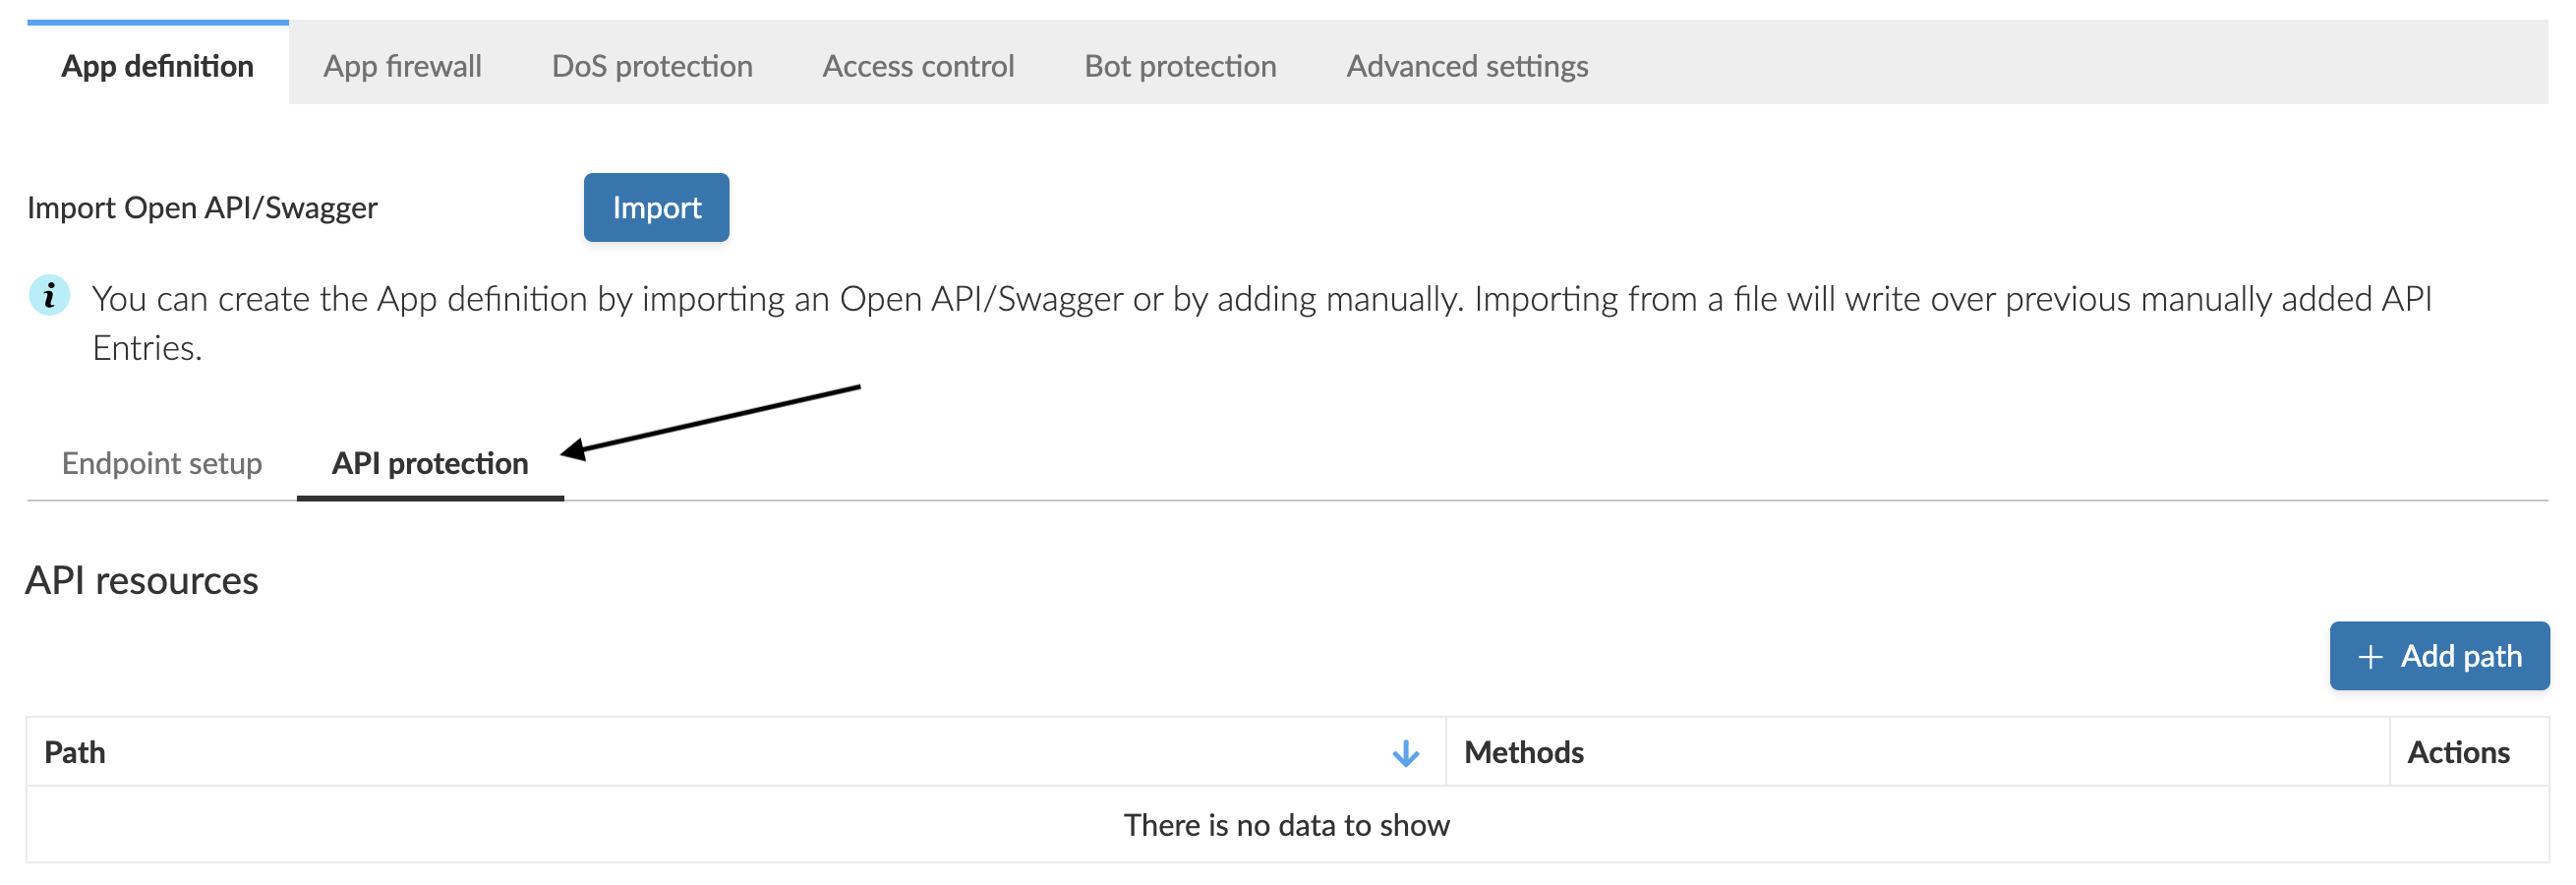 App definition App firewall DoS protection Access control Bot protection Advanced settings
Import Open API/Swagger Import
i You can create the App definition by importing an Open API/Swagger or by adding manually. Importing from a file will write over previous manually added API
Entries.
Endpoint setup API protection
API resources
+ Add path
Path Methods Actions
There is no data to show